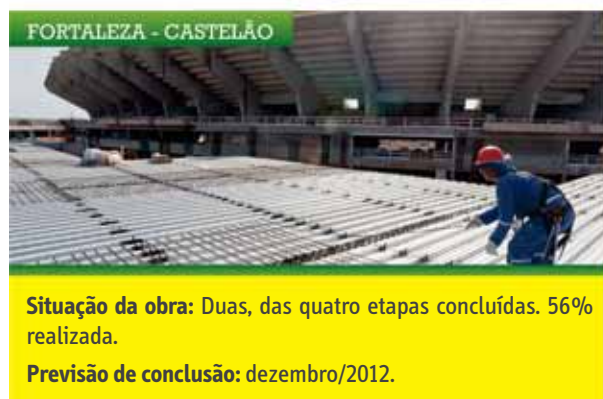 FORTALEZA - CASTELÃO
Situação da obra: Duas, das quatro etapas concluídas. 56%
realizada.
Previsão de conclusão: dezembro/2012.